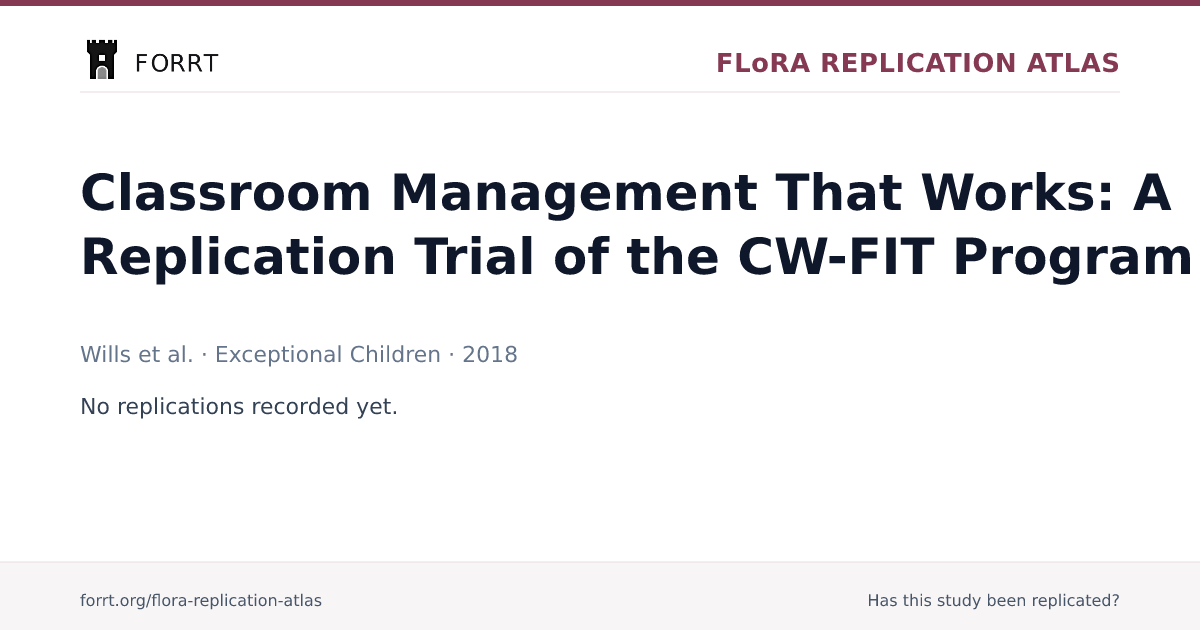 FORRT
FLoRA REPLICATION ATLAS
Classroom Management That Works: A
Replication Trial of the CW-FIT Program
Wills et al. · Exceptional Children · 2018
No replications recorded yet.
forrt.org/flora-replication-atlas
Has this study been replicated?